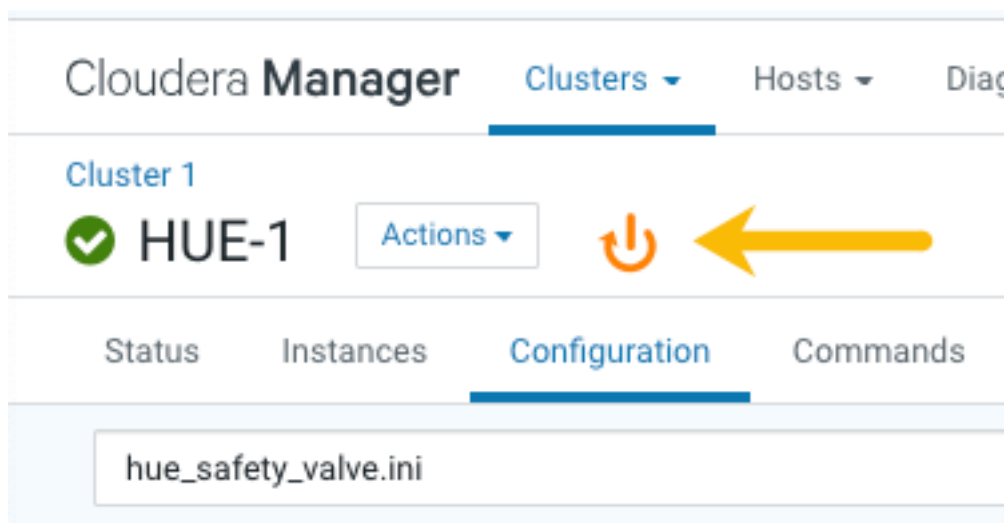 Cloudera Manager Clusters Hosts
Cluster 1
HUE-1 Actions
Status Instances Configuration Commands
hue_safety_valve.ini